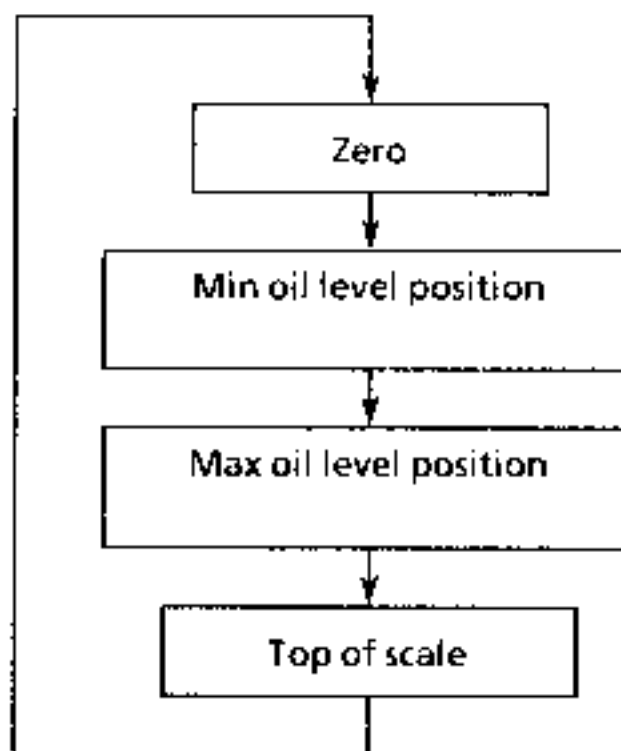 Zero
Min oil level position
Max oil level position
Top of scale